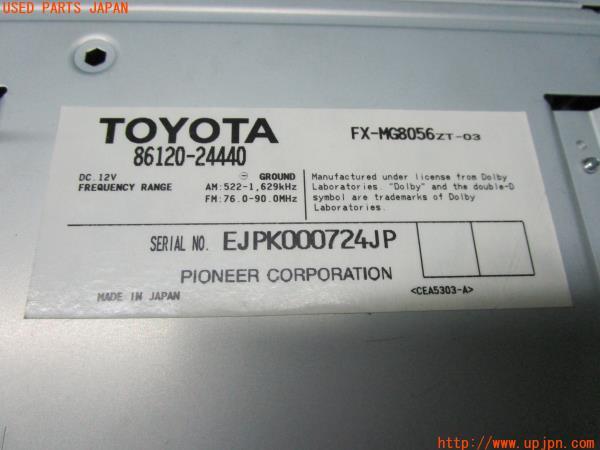 USED PARTS JAPAN
TOYOTA
86120-24440
FX-MG8056ZT-03
DC.12V ⊖ GROUND
FREQUENCY RANGE AM:522-1,629kHz
FM:76.0-90.0MHz
Manufactured under license from Dolby
Laboratories. "Dolby" and the double-D
symbol are trademarks of Dolby
Laboratories.
SERIAL NO. EJPK000724JP
PIONEER CORPORATION
MADE IN JAPAN
<CEA5303-A>
http://www.upjpn.com